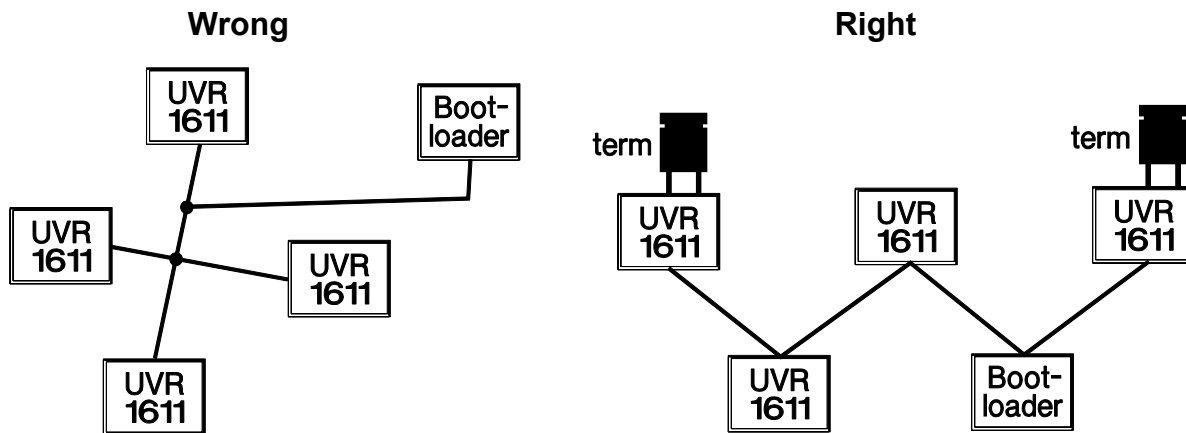 Wrong
UVR
1611
Boot-
loader
UVR
1611
UVR
1611
UVR
1611
Right
term
term
UVR
1611
UVR
1611
UVR
1611
UVR
1611
Boot-
loader